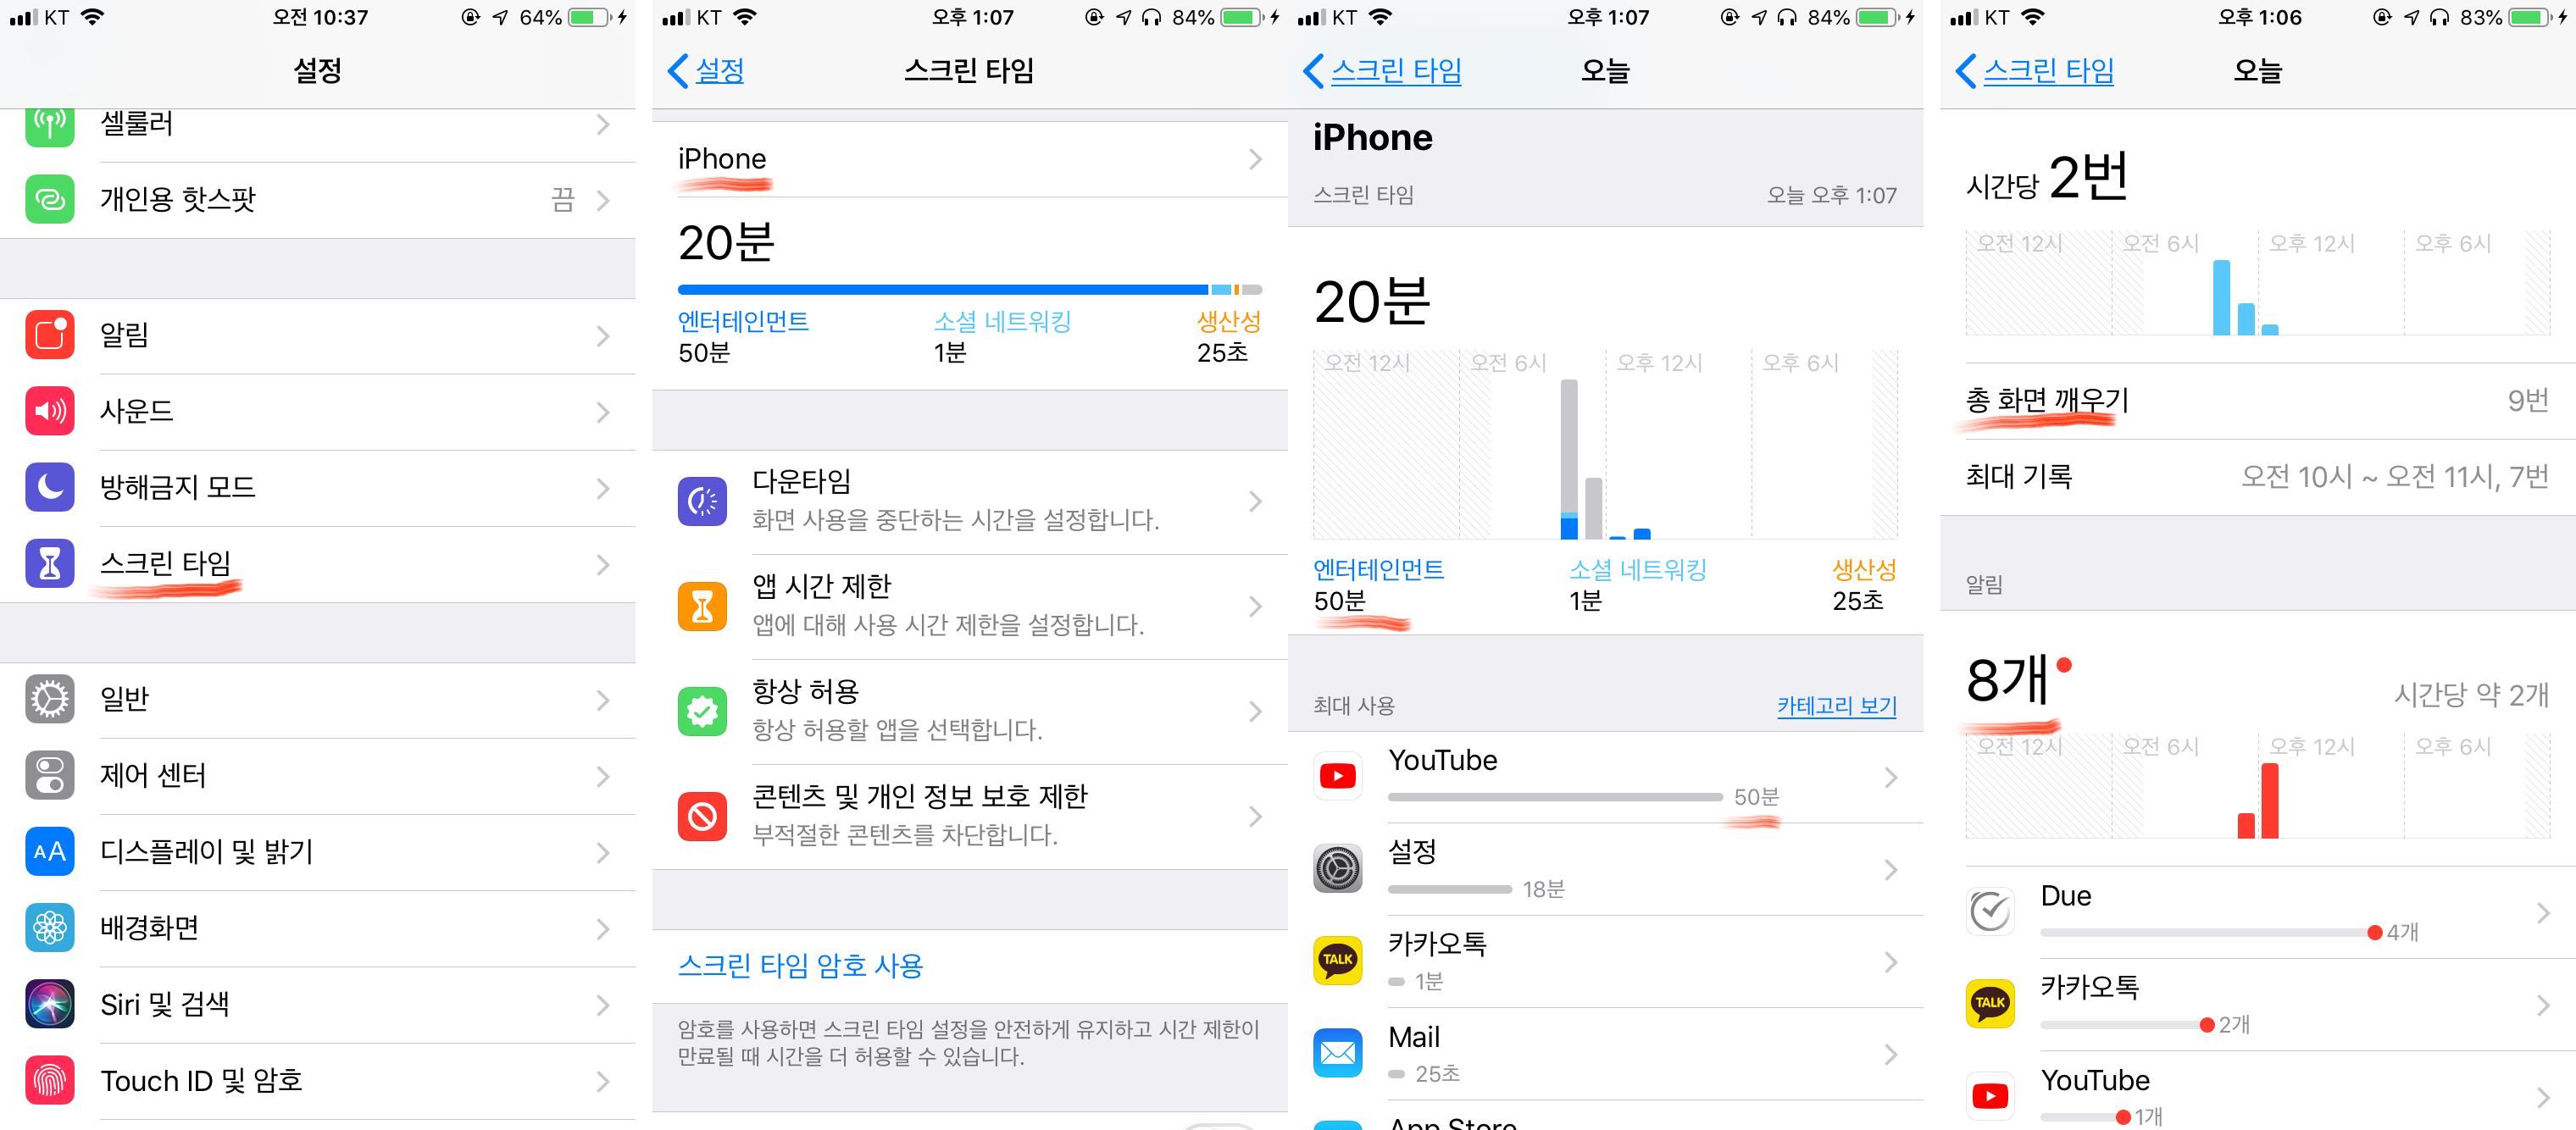 KT
오전 10:37
64%
설정
셀룰러
개인용 핫스팟
끔
알림
사운드
방해금지 모드
스크린 타임
일반
제어 센터
AA
디스플레이 및 밝기
배경화면
Siri 및 검색
Touch ID 및 암호
KT
오후 1:07
84%
설정
스크린 타임
iPhone
20분
엔터테인먼트
소셜 네트워킹
생산성
50분
1분
25초
다운타임
화면 사용을 중단하는 시간을 설정합니다.
앱 시간 제한
앱에 대해 사용 시간 제한을 설정합니다.
항상 허용
항상 허용할 앱을 선택합니다.
콘텐츠 및 개인 정보 보호 제한
부적절한 콘텐츠를 차단합니다.
스크린 타임 암호 사용
암호를 사용하면 스크린 타임 설정을 안전하게 유지하고 시간 제한이
만료될 때 시간을 더 허용할 수 있습니다.
KT
오후 1:07
84%
스크린 타임
오늘
iPhone
스크린 타임
오늘 오후 1:07
20분
오전 12시
오전 6시
오후 12시
오후 6시
엔터테인먼트
소셜 네트워킹
생산성
50분
1분
25초
최대 사용
카테고리 보기
YouTube
50분
설정
18분
TALK
카카오톡
1분
Mail
25초
App Store
KT
오후 1:06
83%
스크린 타임
오늘
시간당 2번
오전 12시
오전 6시
오후 12시
오후 6시
총 화면 깨우기
9번
최대 기록
오전 10시 ~ 오전 11시, 7번
알림
8개
시간당 약 2개
오전 12시
오전 6시
오후 12시
오후 6시
Due
4개
TALK
카카오톡
2개
YouTube
1개